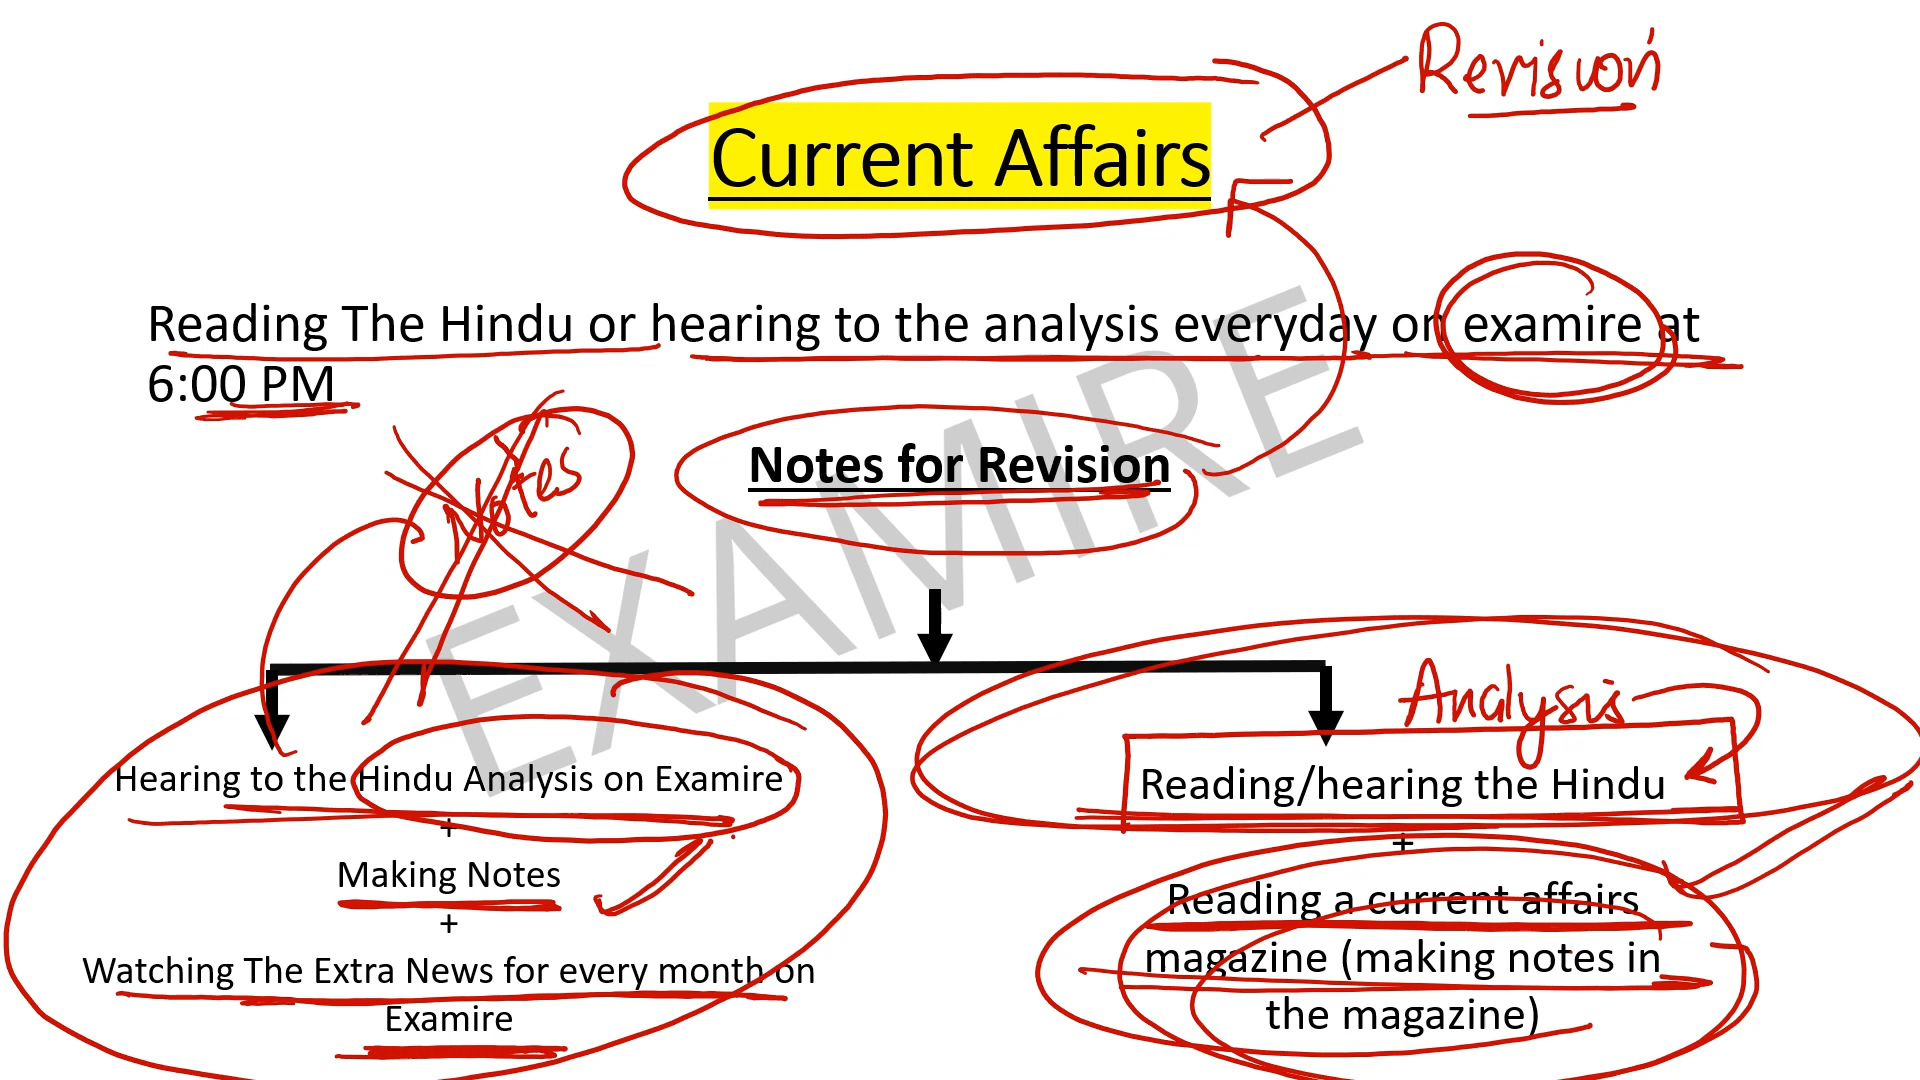 Revision
Current Affairs
Reading The Hindu or hearing to the analysis everyday on examire at
6:00 PM
Notes
Notes for Revision
EXAMIRE
Analysis
Hearing to the Hindu Analysis on Examire
+
Making Notes
+
Watching The Extra News for every month on
Examire
Reading/hearing the Hindu
+
Reading a current affairs
magazine (making notes in
the magazine)